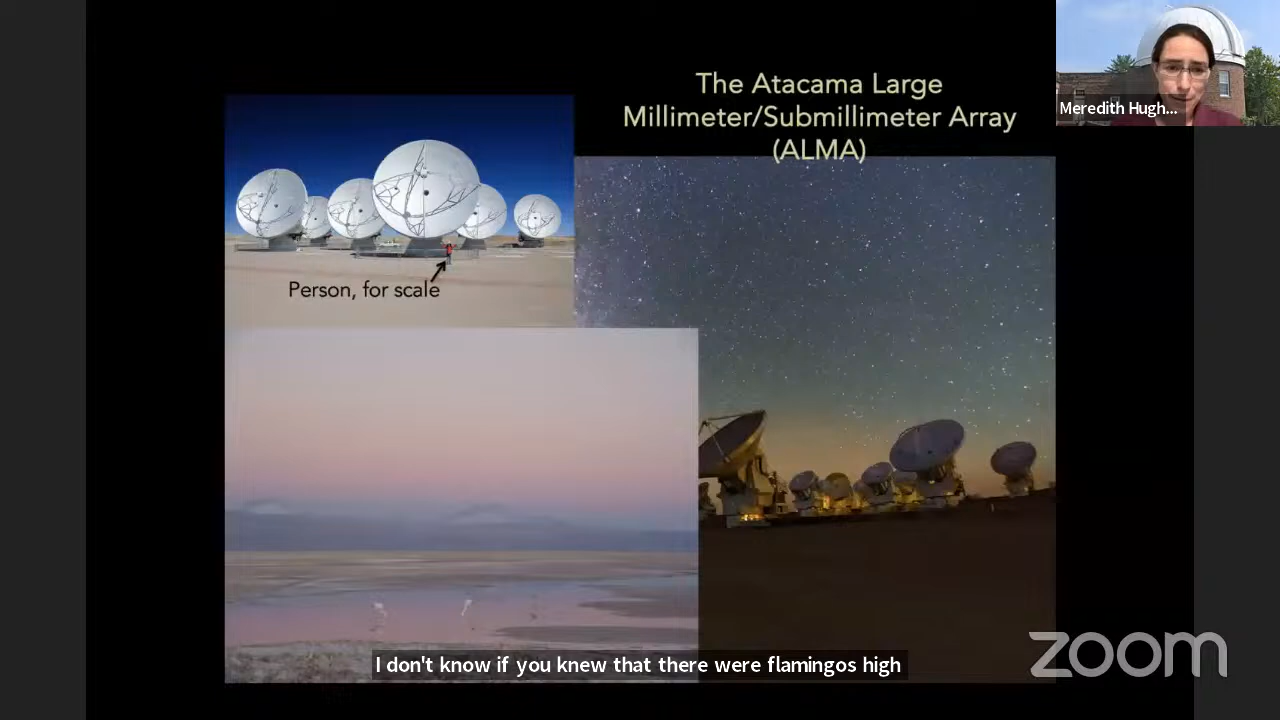 The Atacama Large
Millimeter/Submillimeter Array
(ALMA)
Meredith Hugh...
Person, for scale
I don't know if you knew that there were flamingos high
zoom